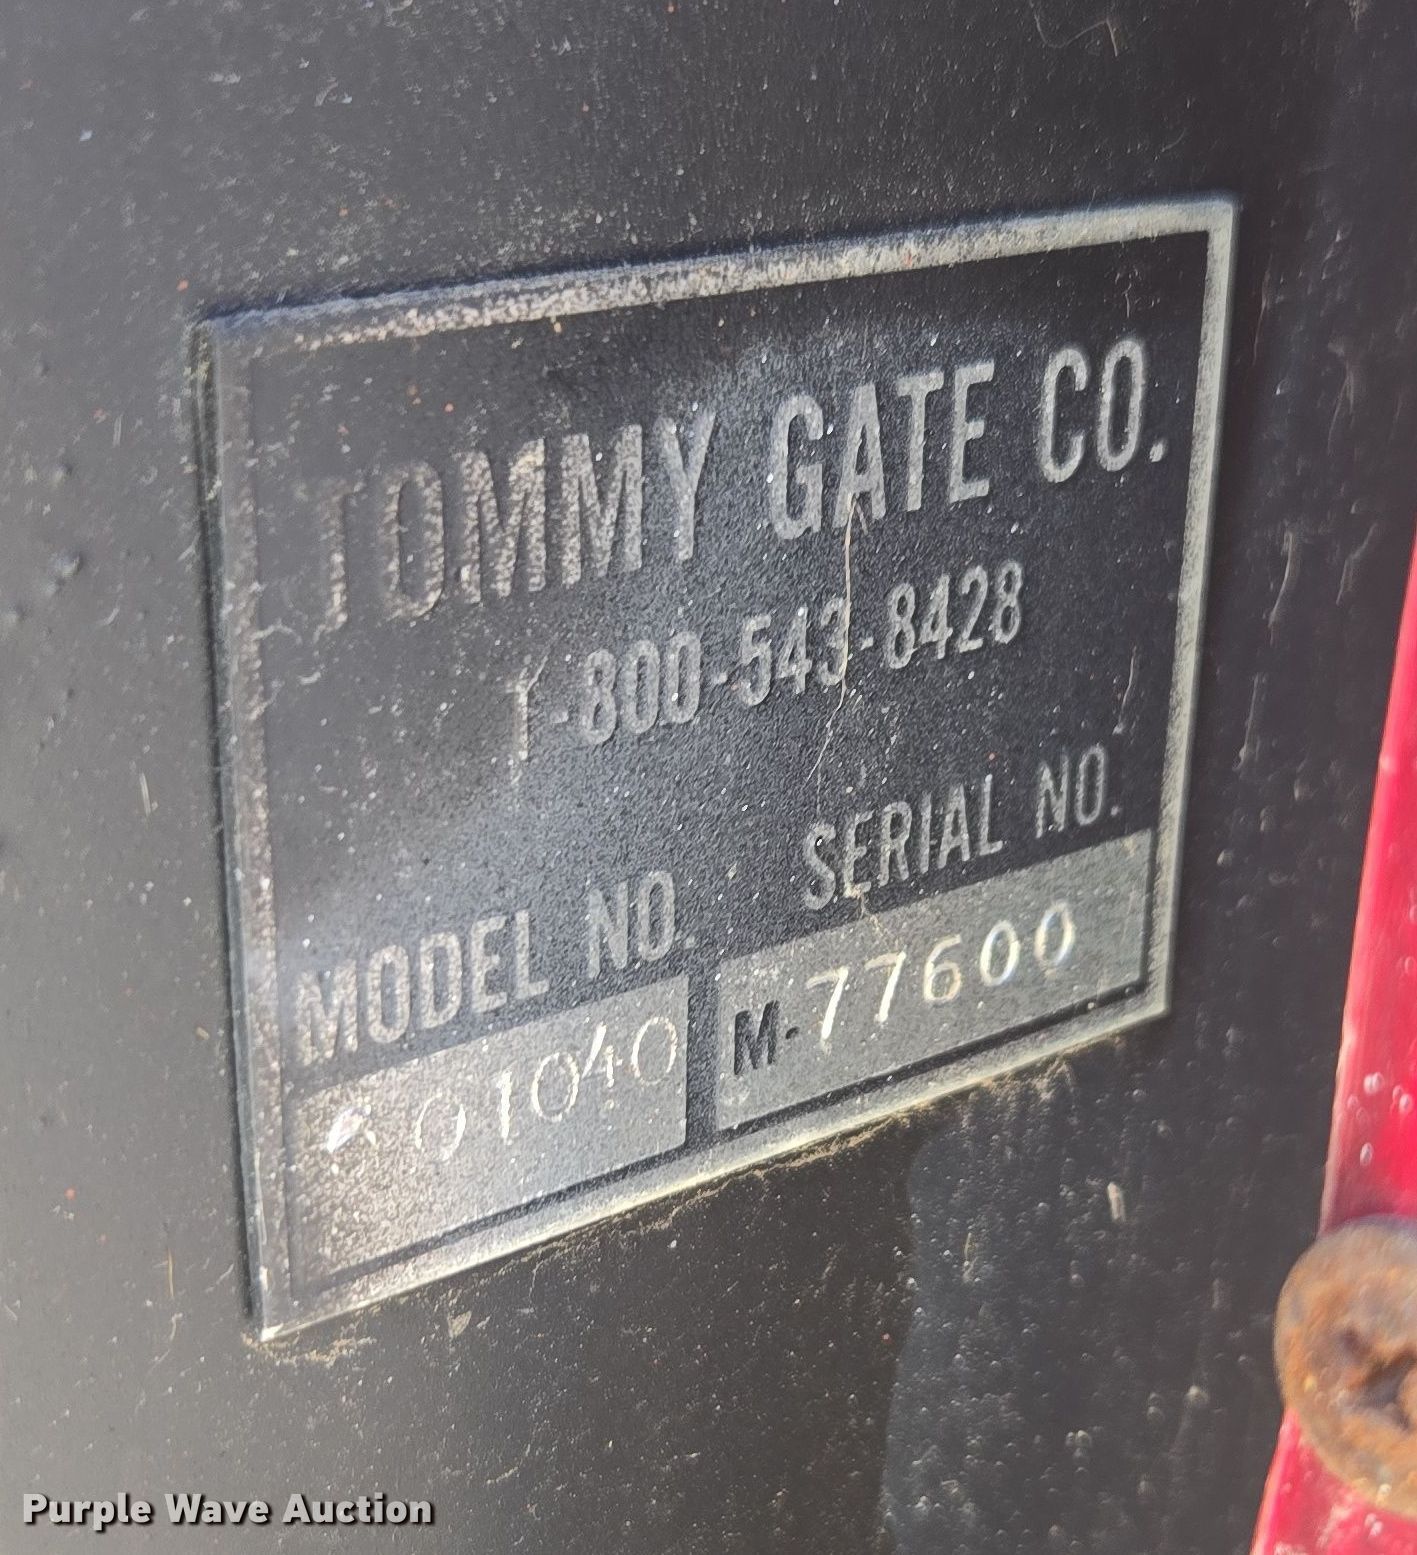 TOMMY GATE CO.
1-800-543-8428
MODEL NO. SERIAL NO.
M-77600
Purple Wave Auction